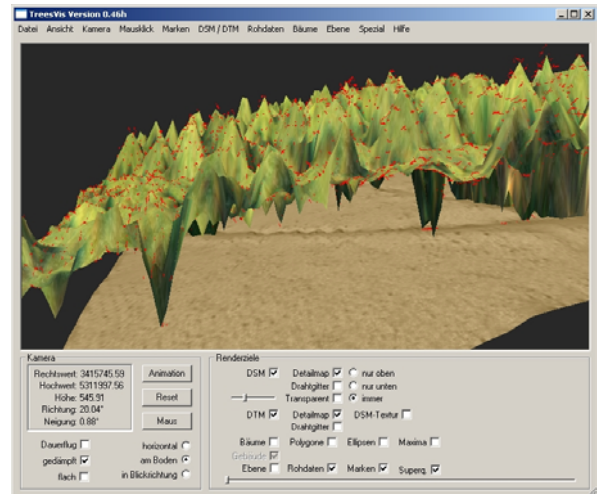 TreesVis Version 0.46h
Datei Ansicht Kamera Mausklick Marken DSM / DTM Rohdaten Bäume Ebene Spezial Hilfe
Kamera
Rechtswert: 3415745.59
Hochwert: 5311997.56
Höhe: 545.91
Richtung: 20.04°
Neigung: 0.88°
Animation
Reset
Maus
Dauerflug
gedämpft
flach
horizontal
am Boden
in Blickrichtung
Renderziele
DSM Detailmap nur oben
Drahtgitter nur unten
Transparent immer
DTM Detailmap DSM-Textur
Drahtgitter
Bäume Polygone Ellipsen Maxima
Gebäude
Ebene Rohdaten Marken Superq.